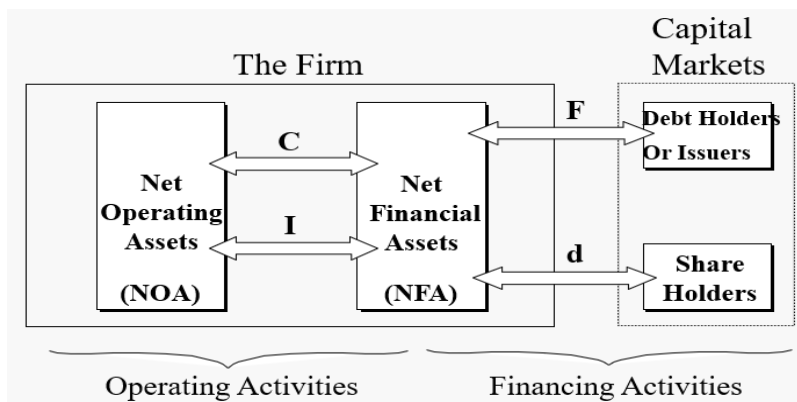 Capital
Markets
The Firm
Net
Operating
Assets
(NOA)
C
I
Net
Financial
Assets
(NFA)
F
d
Debt Holders
Or Issuers
Share
Holders
Operating Activities
Financing Activities